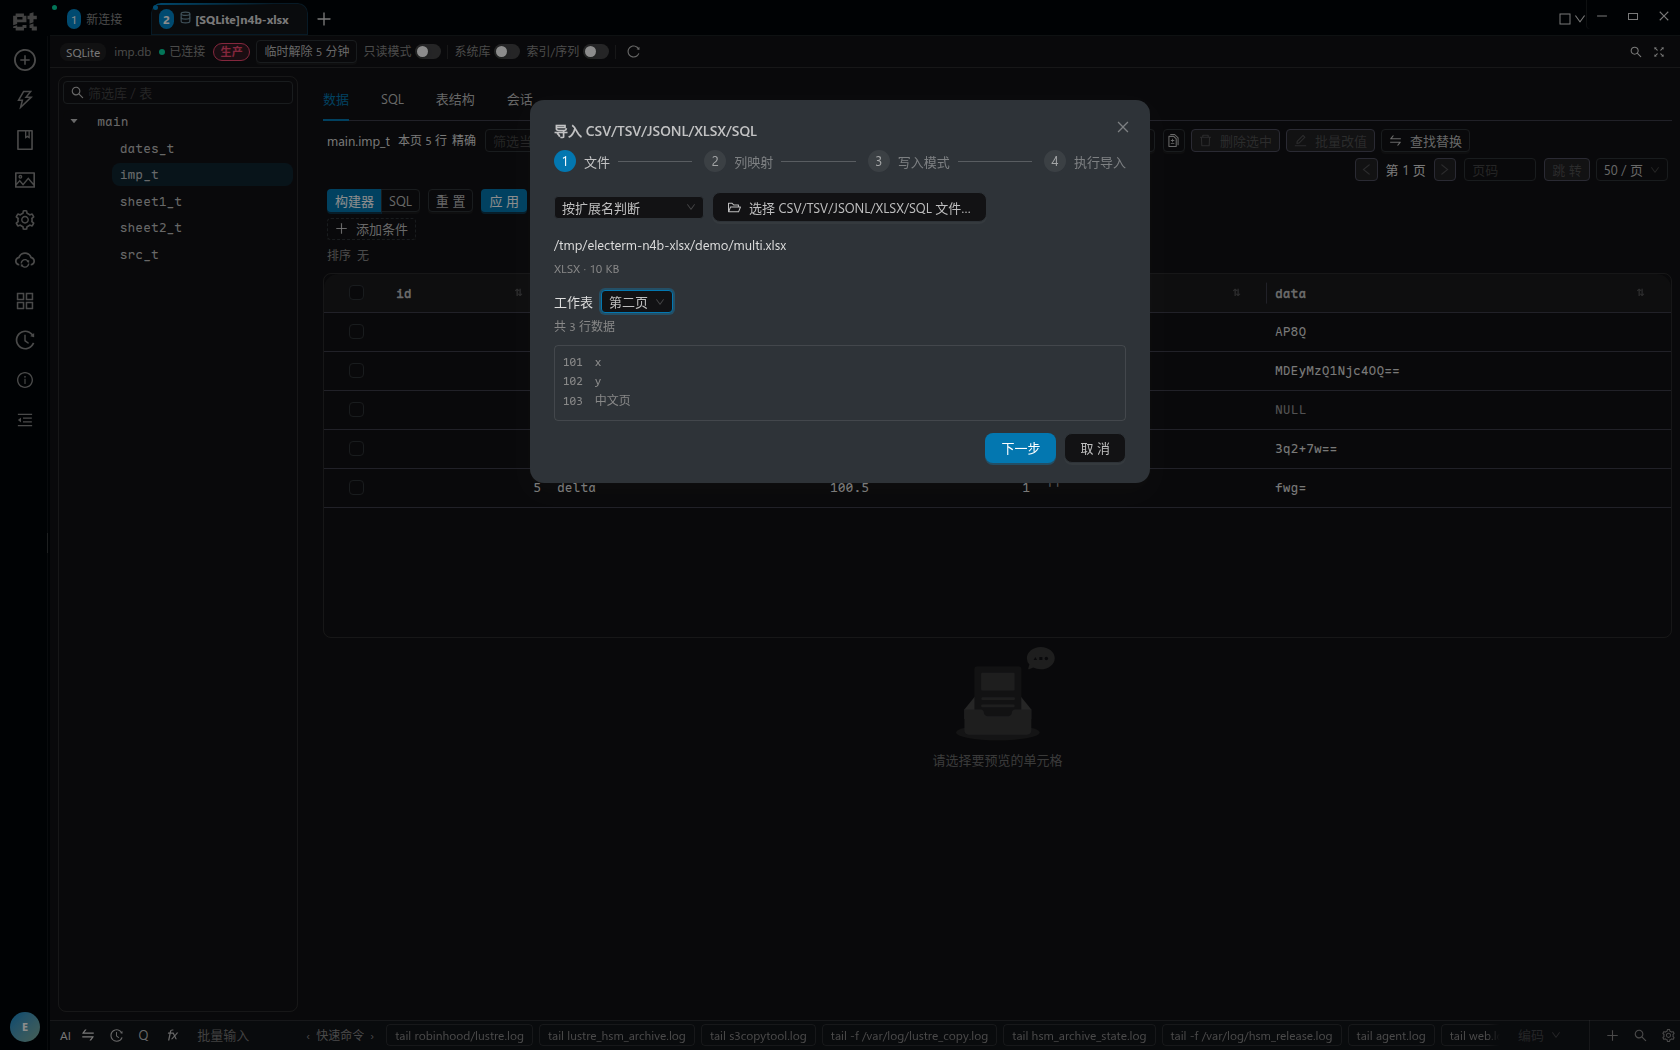 et
1 新连接
2 [SQLite]n4b-xlsx
SQLite imp.db 已连接 生产 临时解除 5 分钟 只读模式 系统库 索引/序列
筛选库 / 表
main
dates_t
imp_t
sheet1_t
sheet2_t
src_t
数据 SQL 表结构 会话
main.imp_t 本页 5 行 精确 筛选当
删除选中 批量改值 查找替换
第 1 页 页码 跳 转 50 / 页
构建器 SQL 重 置 应 用
添加条件
排序 无
id data
AP8Q
MDEyMzQ1Njc4OQ==
NULL
3q2+7w==
5 delta 100.5 1 '' fwg=
请选择要预览的单元格
导入 CSV/TSV/JSONL/XLSX/SQL
1 文件 2 列映射 3 写入模式 4 执行导入
按扩展名判断 选择 CSV/TSV/JSONL/XLSX/SQL 文件...
/tmp/electerm-n4b-xlsx/demo/multi.xlsx
XLSX · 10 KB
工作表 第二页
共 3 行数据
101 x
102 y
103 中文页
下一步 取 消
E
AI Q fx 批量输入 ‹ 快速命令 › tail robinhood/lustre.log tail lustre_hsm_archive.log tail s3copytool.log tail -f /var/log/lustre_copy.log tail hsm_archive_state.log tail -f /var/log/hsm_release.log tail agent.log tail web. 编码